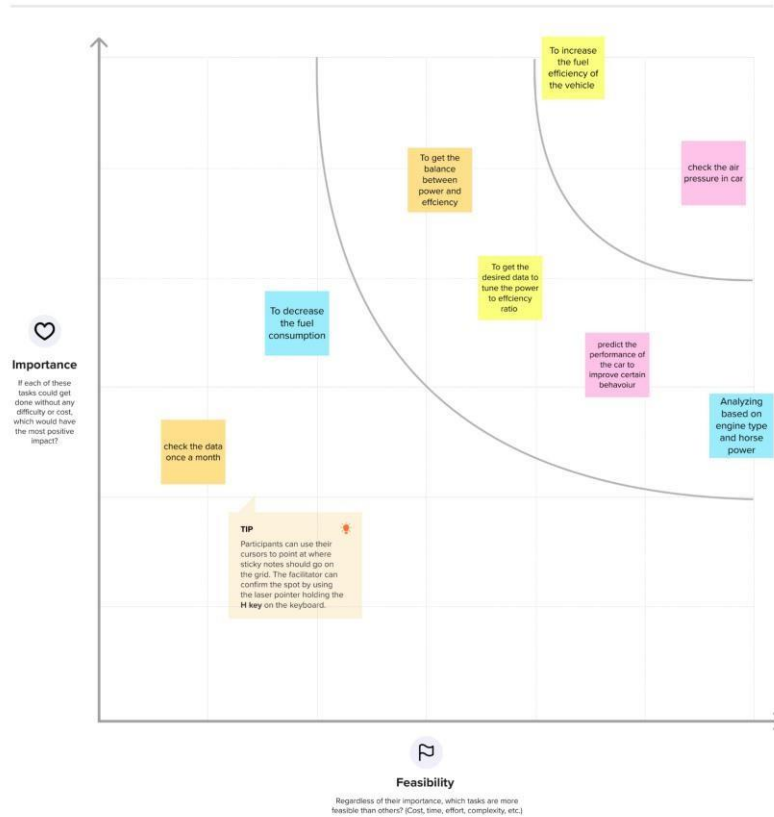 To increase
the fuel
efficiency of
the vehicle
check the air
pressure in car
To get the
balance
between
power and
effciency
To get the
desired data to
tune the power
to effciency
ratio
To decrease
the fuel
consumption
predict the
performance of
the car to
improve certain
behavoiur
Analyzing
based on
engine type
and horse
power
check the data
once a month
Importance
If each of these
tasks could get
done without any
difficulty or cost,
which would have
the most positive
impact?
TIP
Participants can use their
cursors to point at where
sticky notes should go on
the grid. The facilitator can
confirm the spot by using
the laser pointer holding the
H key on the keyboard.
Feasibility
Regardless of their importance, which tasks are more
feasible than others? (Cost, time, effort, complexity, etc.)